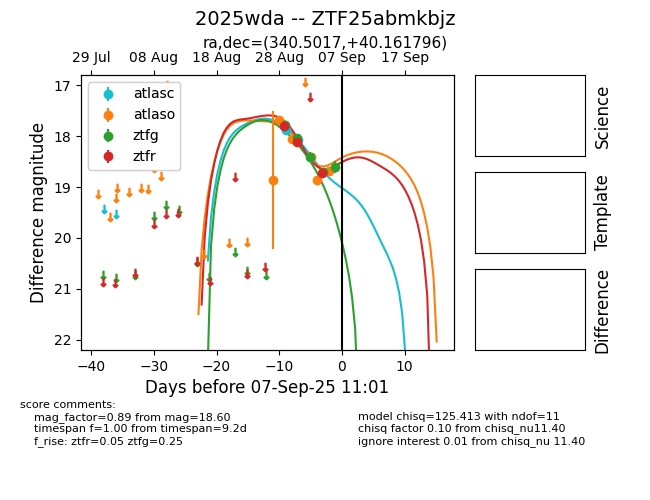 2025wda -- ZTF25abmkbjz
ra,dec=(340.5017,+40.161796)
29 Jul 08 Aug 18 Aug 28 Aug 07 Sep 17 Sep
17
18
19
20
21
22
Difference magnitude
atlasc
atlaso
ztfg
ztfr
−40 −30 −20 −10 0 10
Days before 07-Sep-25 11:01
Science
Template
Difference
score comments:
mag_factor=0.89 from mag=18.60
timespan f=1.00 from timespan=9.2d
f_rise: ztfr=0.05 ztfg=0.25
model chisq=125.413 with ndof=11
chisq factor 0.10 from chisq_nu11.40
ignore interest 0.01 from chisq_nu 11.40